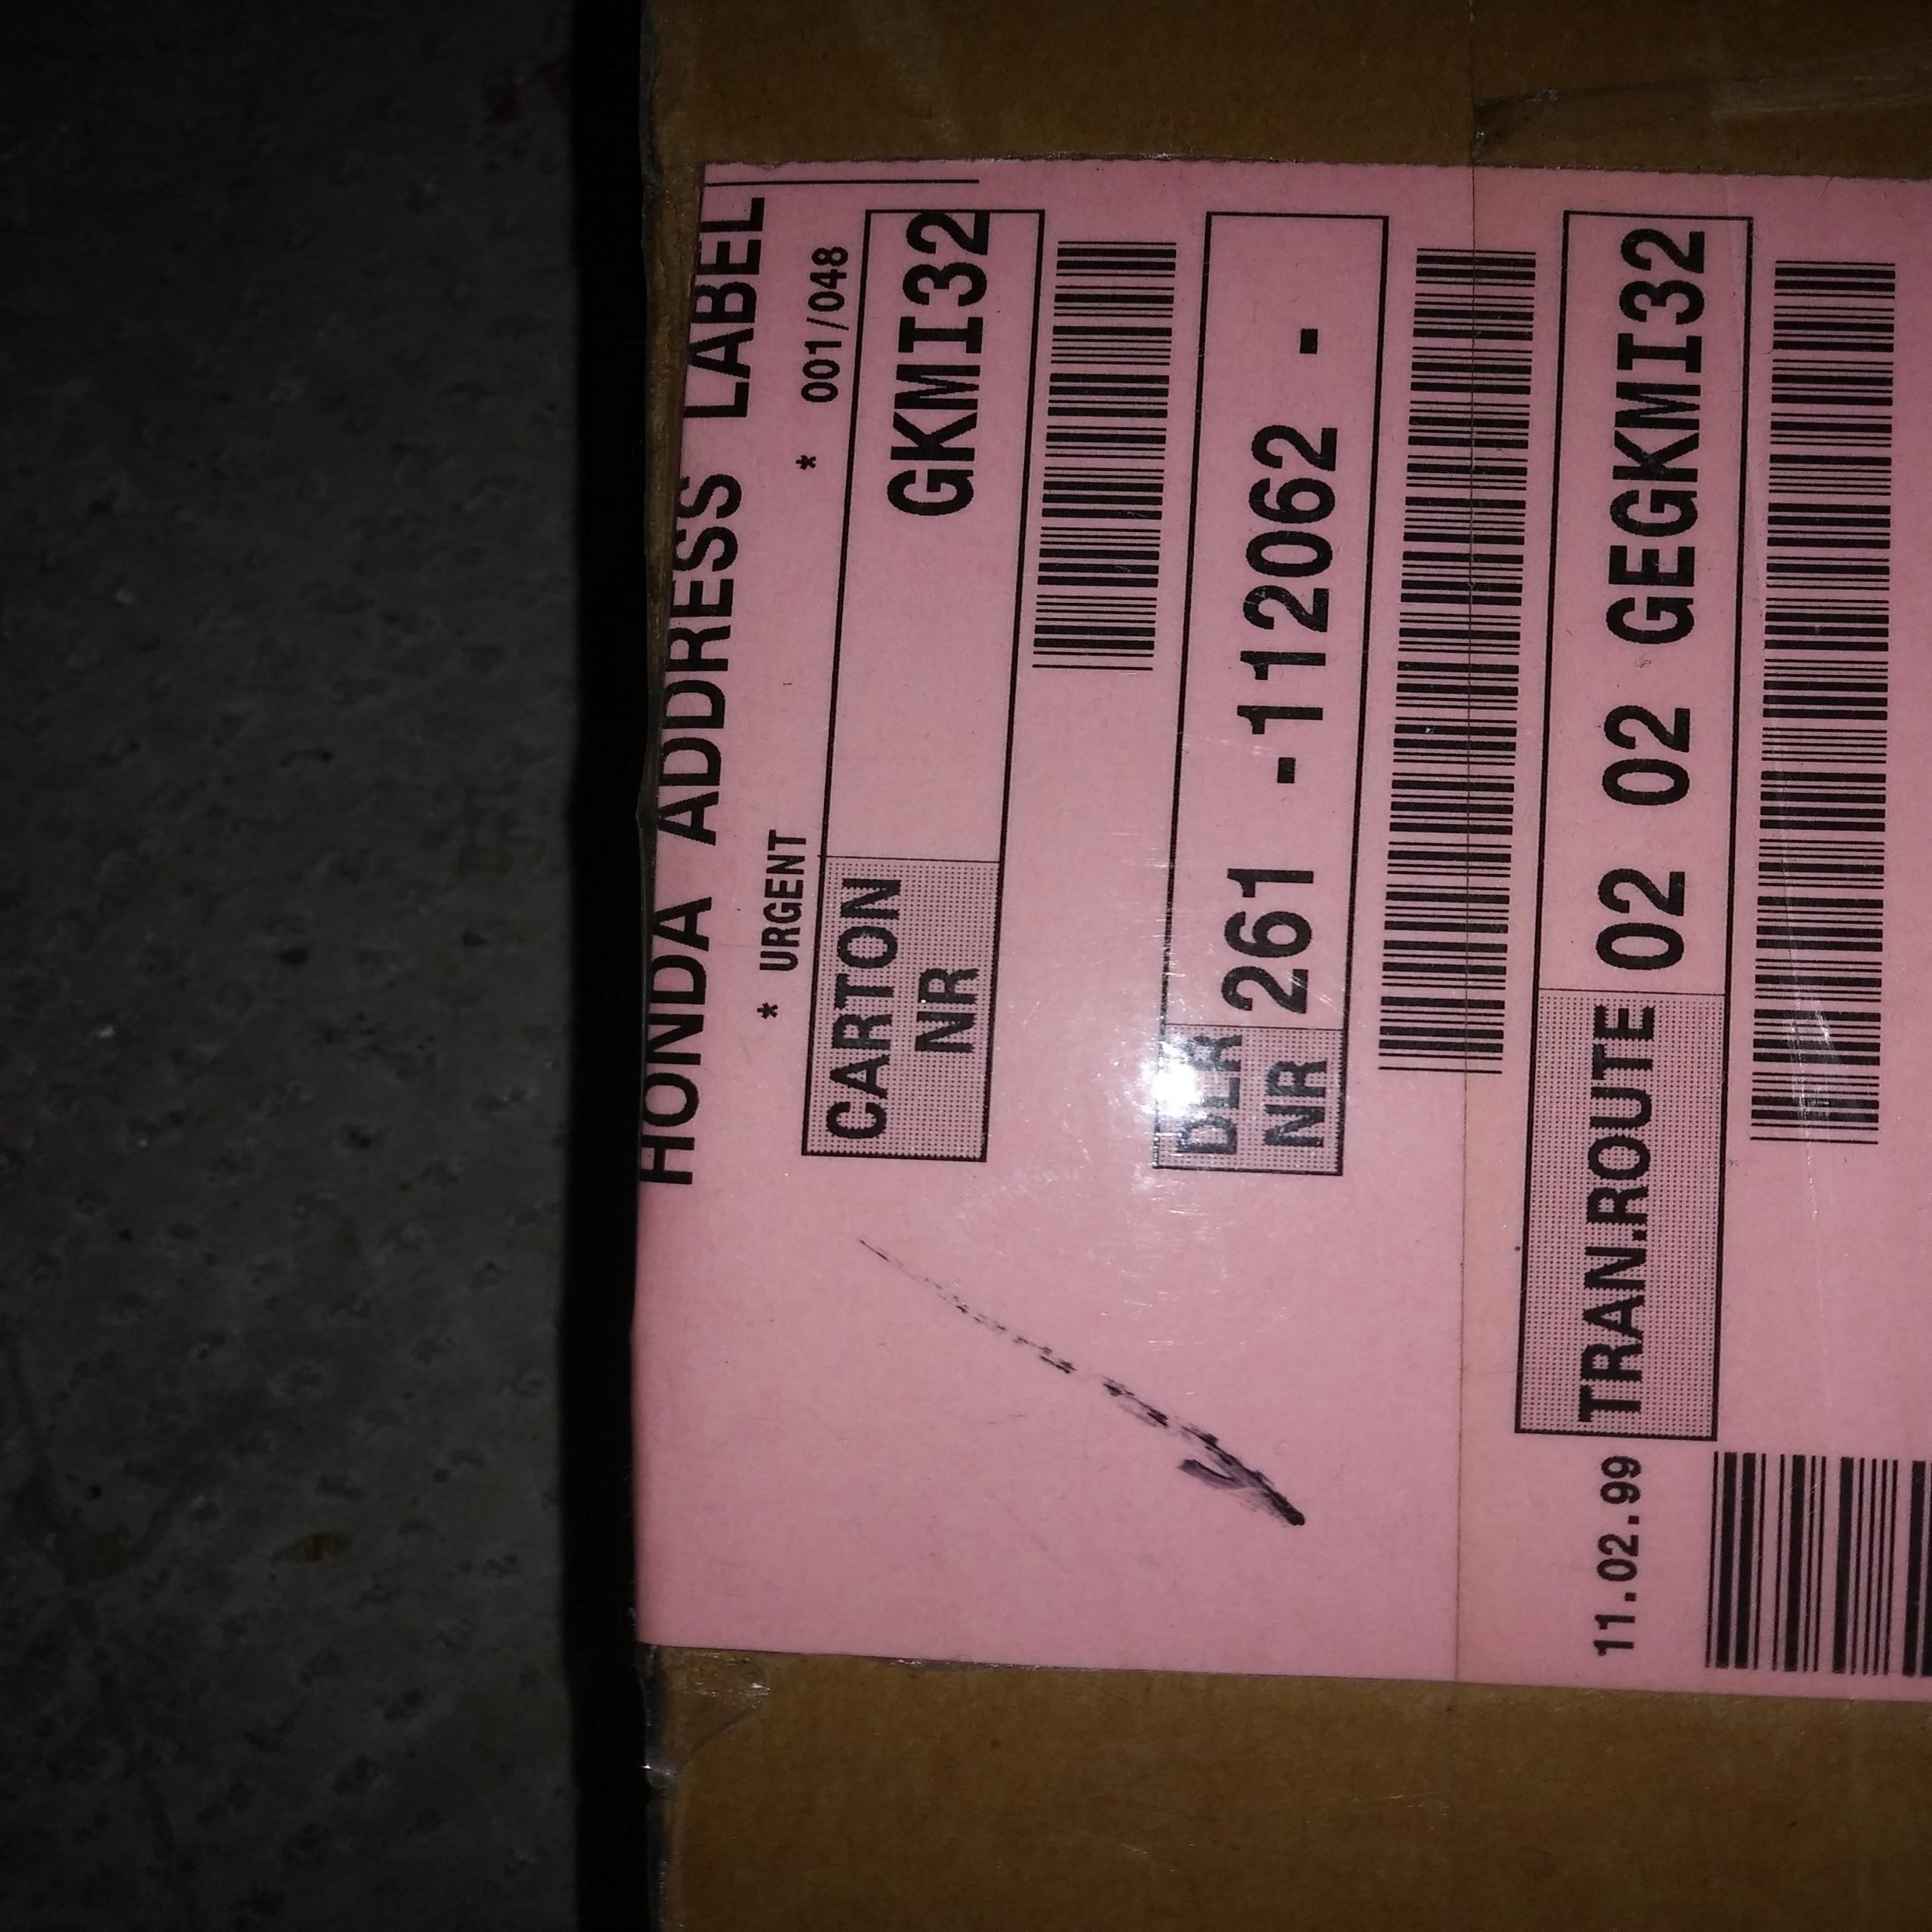 HONDA ADDRESS LABEL
* URGENT * 001/048
CARTON NR GKMI32
DLR NR 261 -112062 -
11.02.99 TRAN.ROUTE 02 02 GEGKMI32